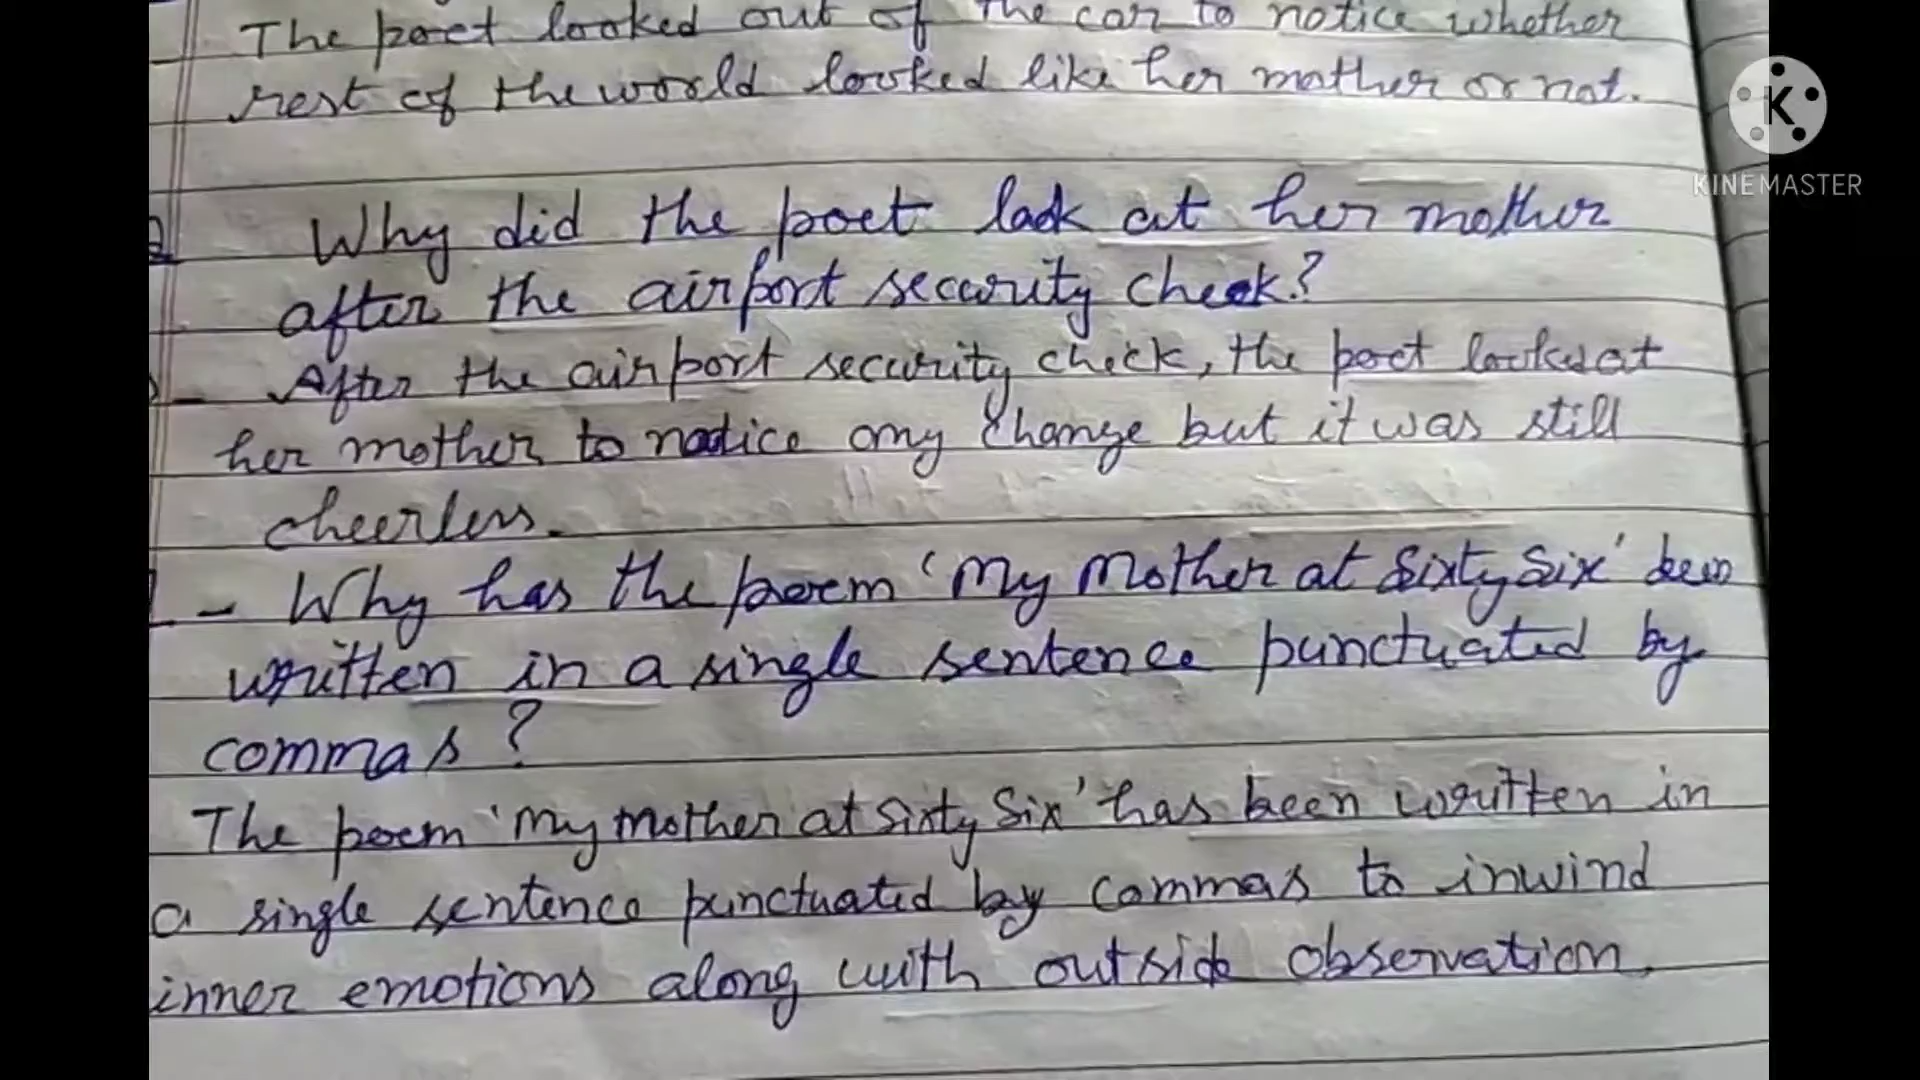 The poet looked out of the car to notice whether
rest of the world looked like her mother or not.
KINEMASTER
Why did the poet look at her mother
after the airport security check?
After the airport security check, the poet looked at
her mother to notice any change but it was still
cheerless.
- Why has the poem 'My Mother at Sixty Six' been
written in a single sentence punctuated by
commas?
The poem 'My mother at Sixty Six' has been written in
a single sentence punctuated by commas to inwind
inner emotions along with outside observation.